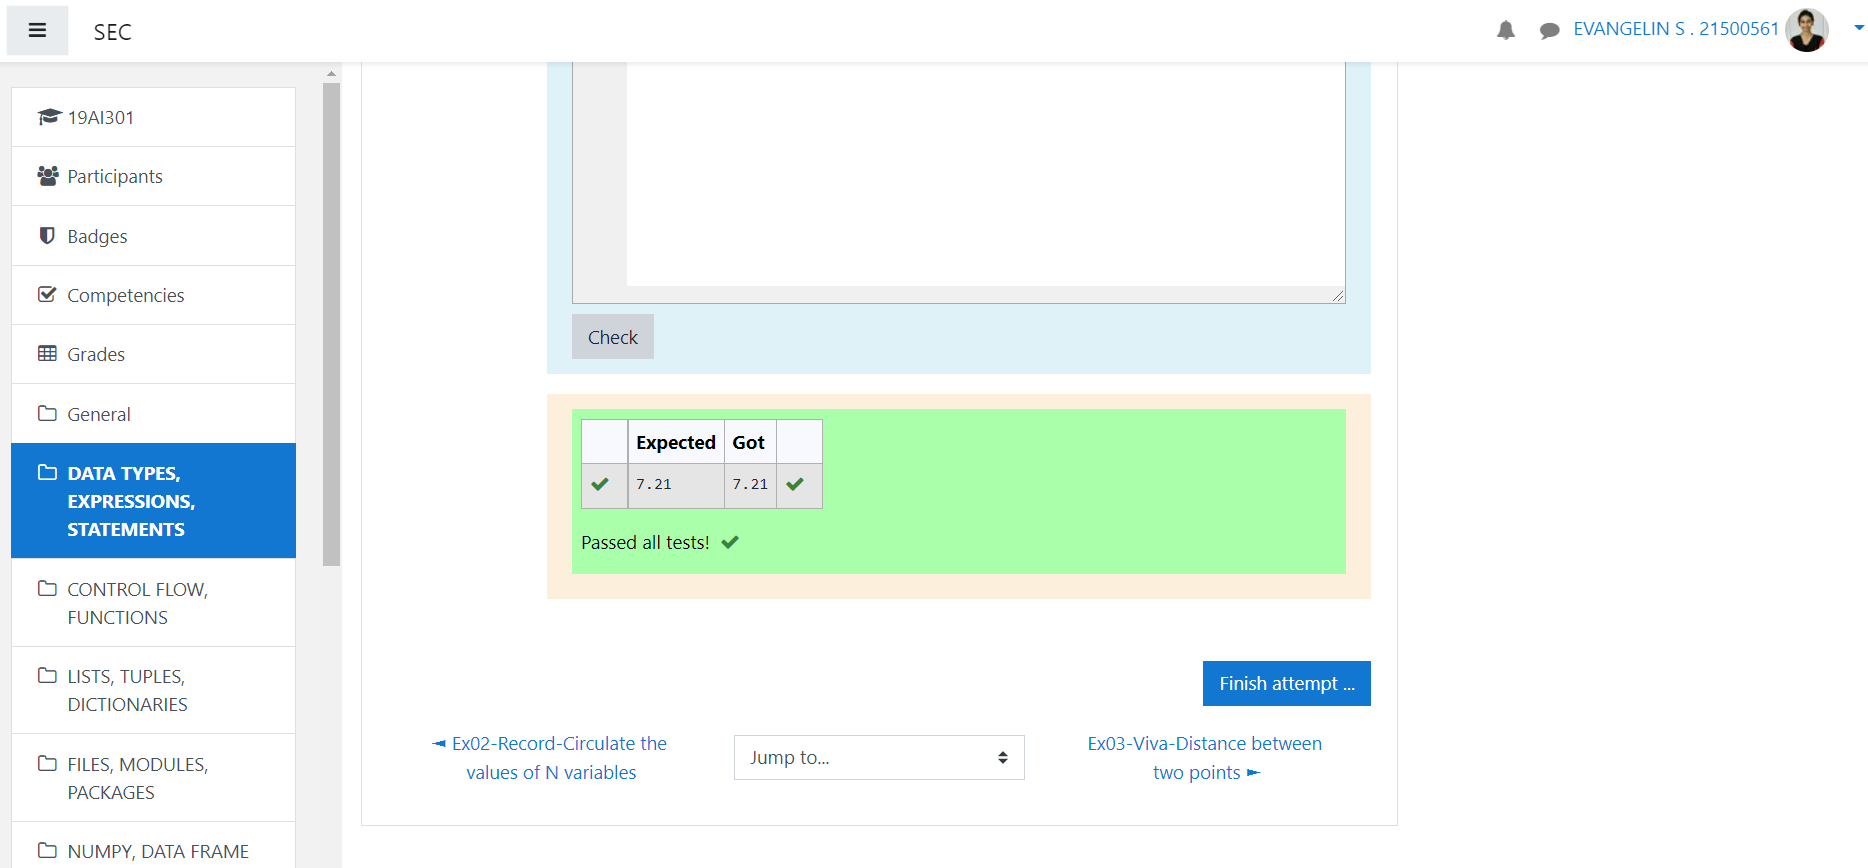 SEC
EVANGELIN S . 21500561
19AI301
Participants
Badges
Competencies
Grades
General
DATA TYPES,
EXPRESSIONS,
STATEMENTS
CONTROL FLOW,
FUNCTIONS
LISTS, TUPLES,
DICTIONARIES
FILES, MODULES,
PACKAGES
NUMPY, DATA FRAME
Check
Expected Got
7.21 7.21
Passed all tests!
Finish attempt ...
◄ Ex02-Record-Circulate the
values of N variables
Jump to...
Ex03-Viva-Distance between
two points ►